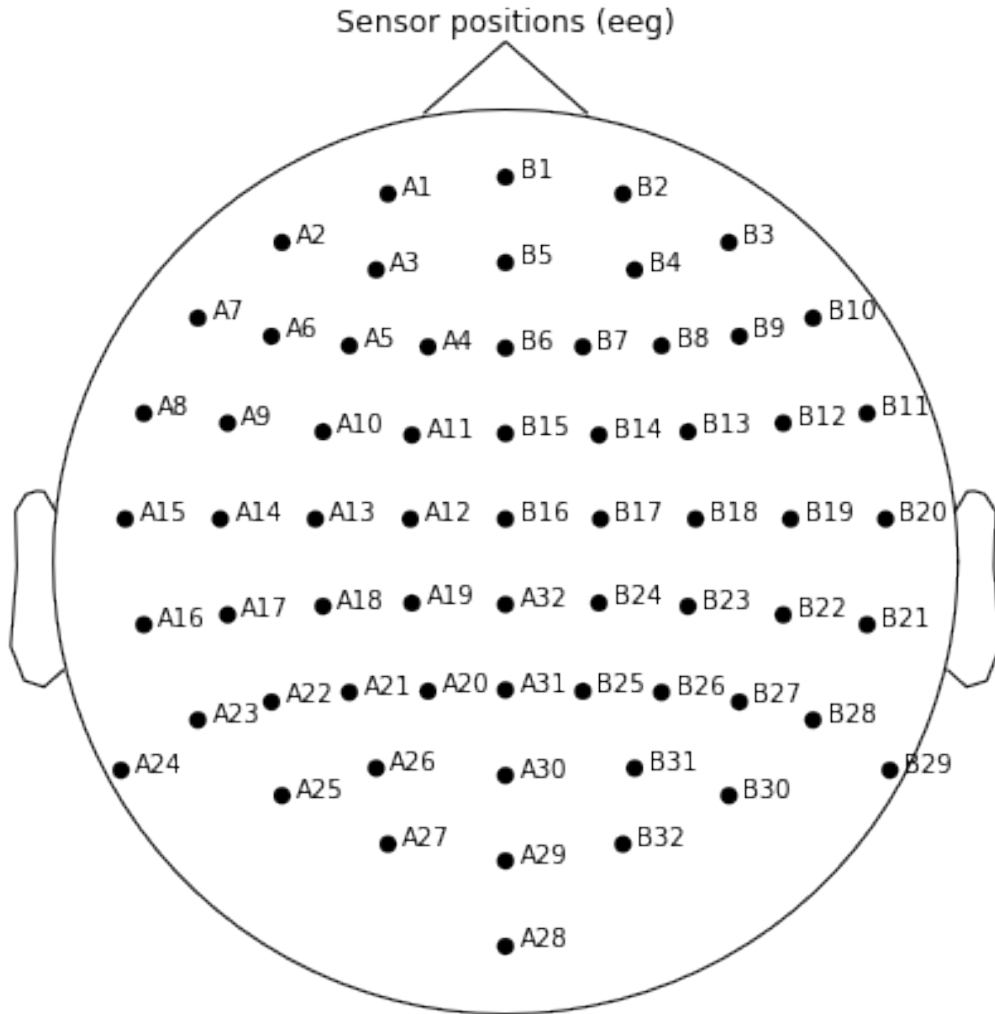 Sensor positions (eeg)
B1
A1 B2
A2 B3
A3 B5 B4
A7 B10
A6 A5 A4 B6 B7 B8 B9
A8 A9 A10 A11 B15 B14 B13 B12 B11
A15 A14 A13 A12 B16 B17 B18 B19 B20
A16 A17 A18 A19 A32 B24 B23 B22 B21
A23 A22 A21 A20 A31 B25 B26 B27 B28
A24 A26 A30 B31 B29
A25 B30
A27 A29 B32
A28